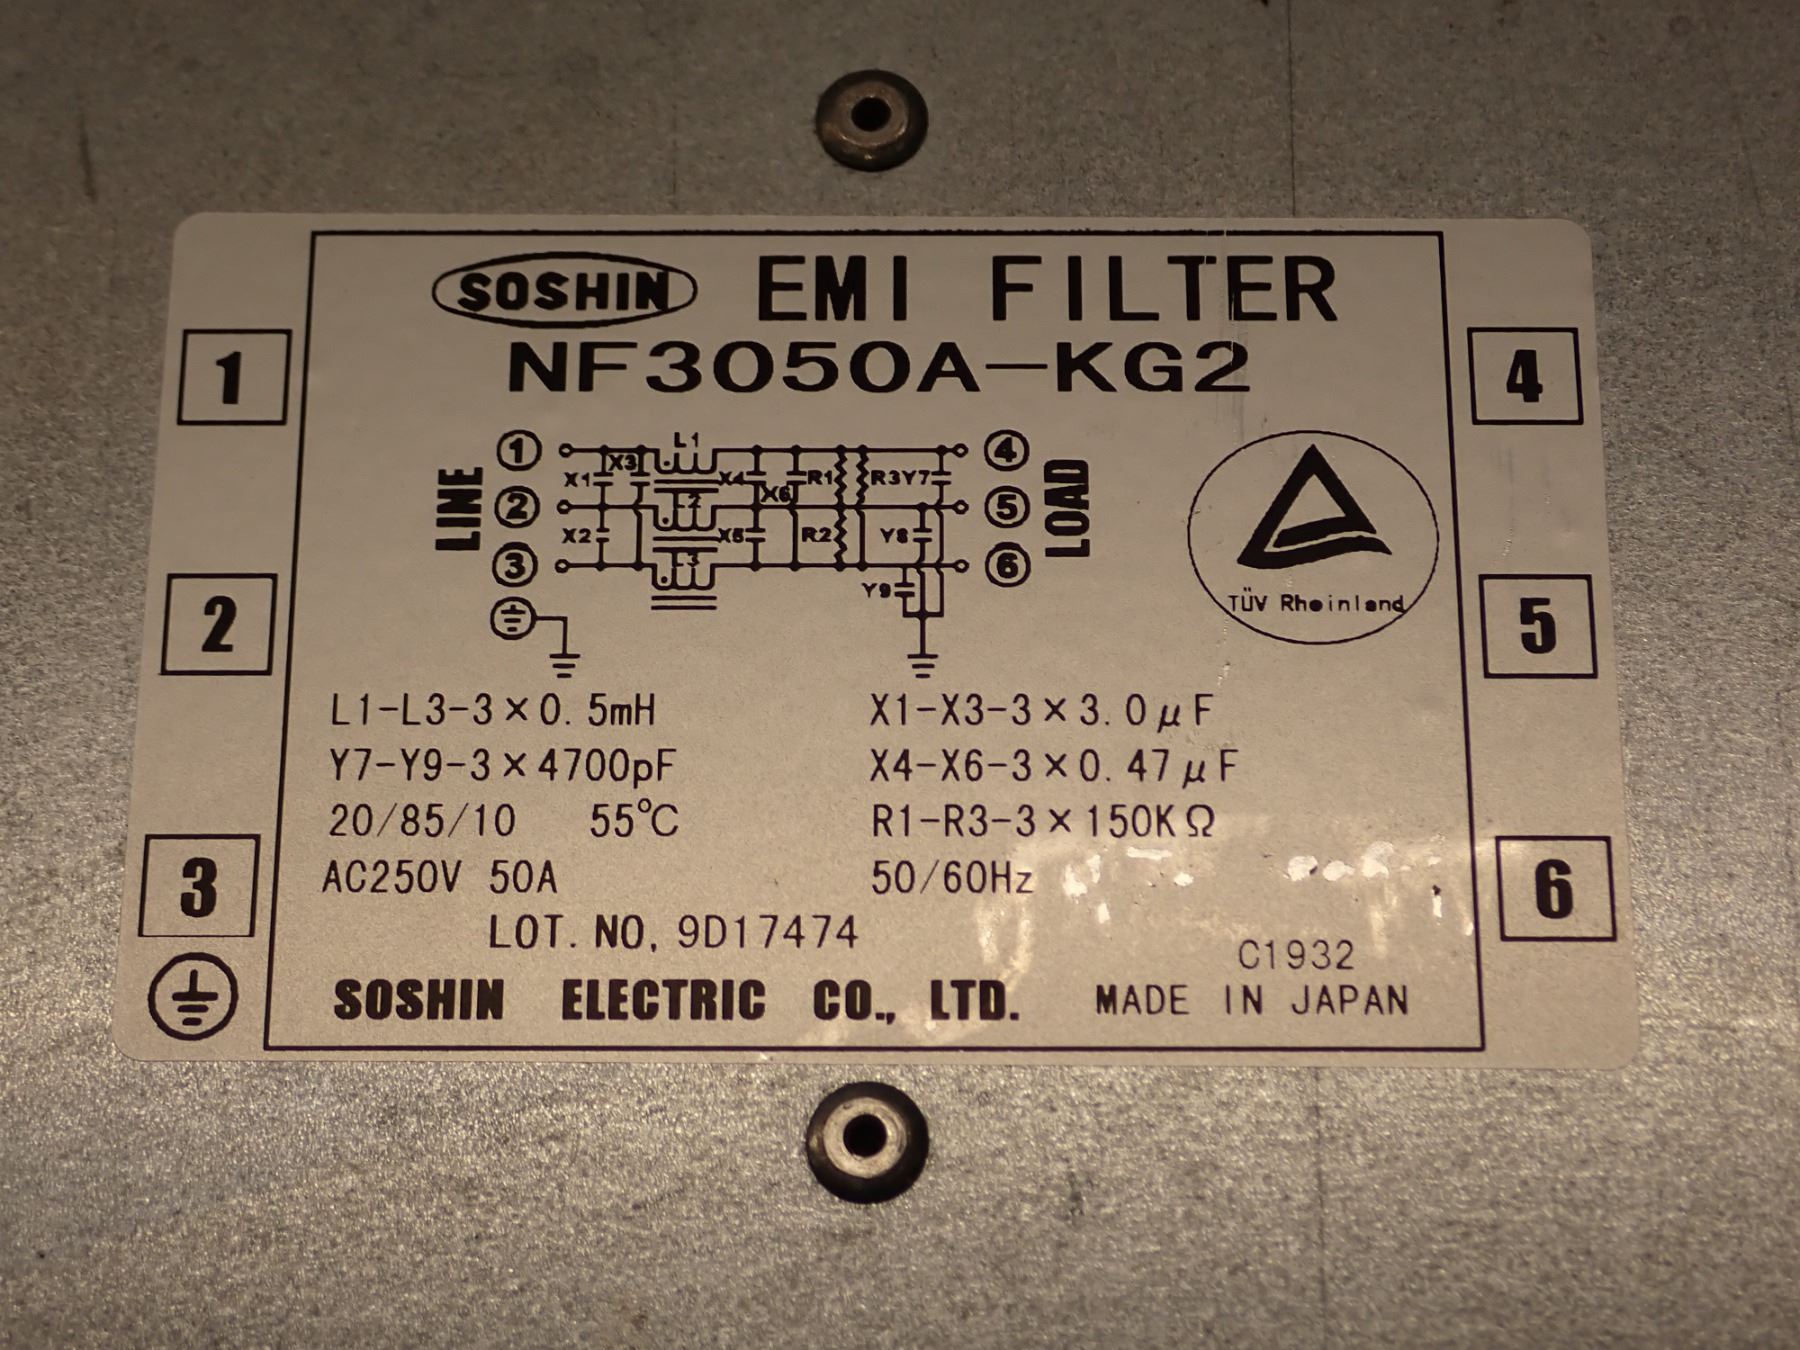 SOSHIN EMI FILTER
NF3050A-KG2
1
2
3
4
5
6
LINE
① L1 ④
X1 X3 X4 X6 R1 R3 Y7
② L2 ⑤
X2 X5 R2 Y8
③ L3 ⑥
Y9
LOAD
TÜV Rheinland
L1-L3-3×0.5mH X1-X3-3×3.0μF
Y7-Y9-3×4700pF X4-X6-3×0.47μF
20/85/10 55°C R1-R3-3×150KΩ
AC250V 50A 50/60Hz
LOT. NO, 9D17474
C1932
SOSHIN ELECTRIC CO., LTD. MADE IN JAPAN